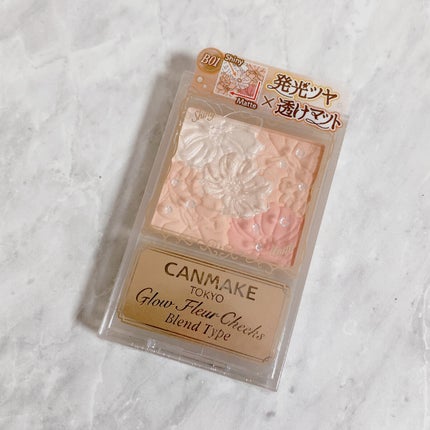 B01
Shiny
Matte
発光ツヤ
×透けマット
Shiny
Matte
CANMAKE
TOKYO
Glow Fleur Cheeks
Blend Type